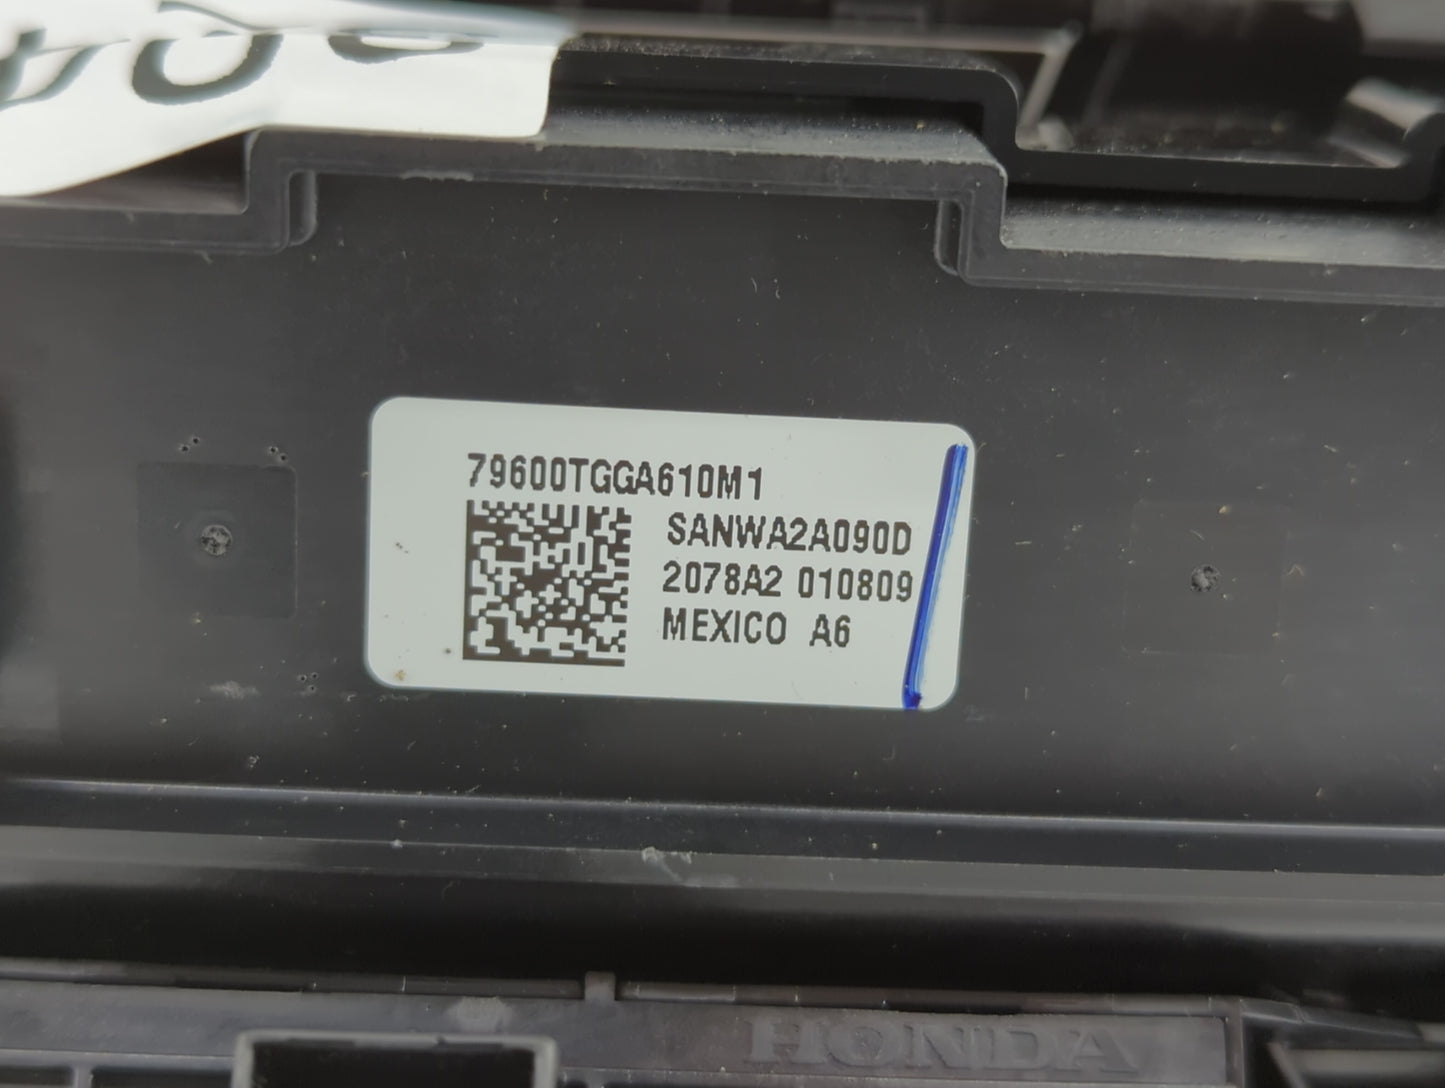 79600TGGA610M1
SANWA2A090D
2078A2 010809
MEXICO A6
HONDA